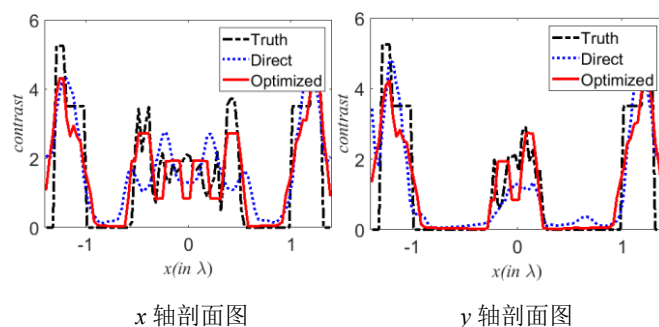 6
4
2
0
contrast
Truth
Direct
Optimized
-1
0
1
x(in λ)
x 轴剖面图
6
4
2
0
contrast
Truth
Direct
Optimized
-1
0
1
x(in λ)
y 轴剖面图